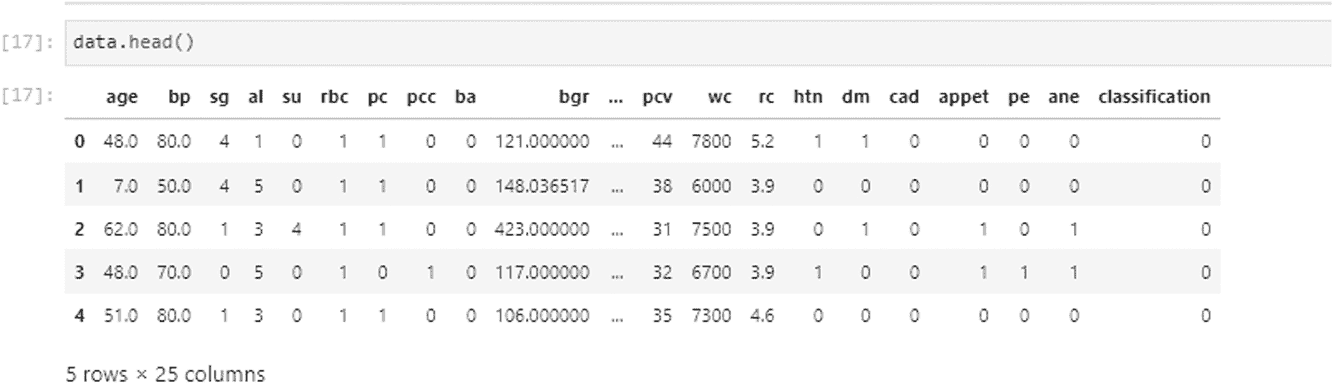 [17]: data.head()
[17]: age bp sg al su rbc pc pcc ba bgr ... pcv wc rc htn dm cad appet pe ane classification
0 48.0 80.0 4 1 0 1 1 0 0 121.000000 ... 44 7800 5.2 1 1 0 0 0 0 0
1 7.0 50.0 4 5 0 1 1 0 0 148.036517 ... 38 6000 3.9 0 0 0 0 0 0 0
2 62.0 80.0 1 3 4 1 1 0 0 423.000000 ... 31 7500 3.9 0 1 0 1 0 1 0
3 48.0 70.0 0 5 0 1 0 1 0 117.000000 ... 32 6700 3.9 1 0 0 1 1 1 0
4 51.0 80.0 1 3 0 1 1 0 0 106.000000 ... 35 7300 4.6 0 0 0 0 0 0 0
5 rows × 25 columns